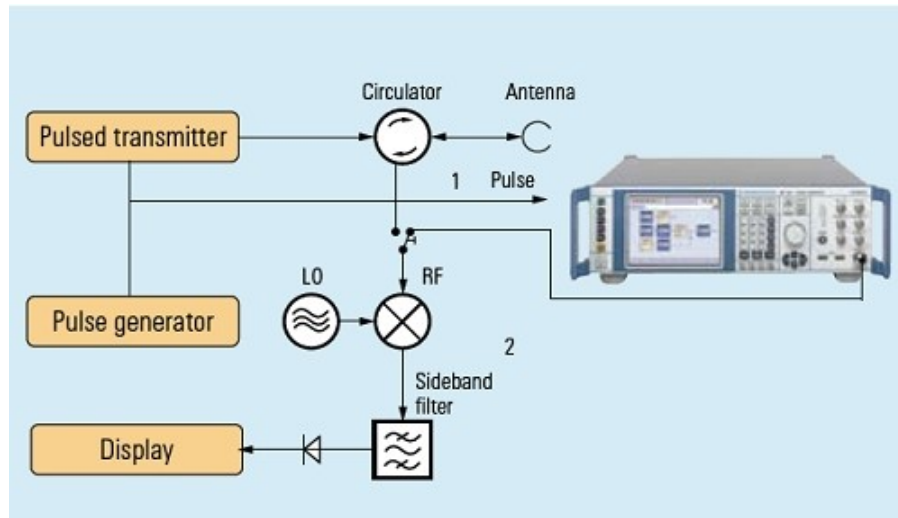 Circulator
Antenna
Pulsed transmitter
1
Pulse
LO
RF
Pulse generator
2
Sideband
filter
Display